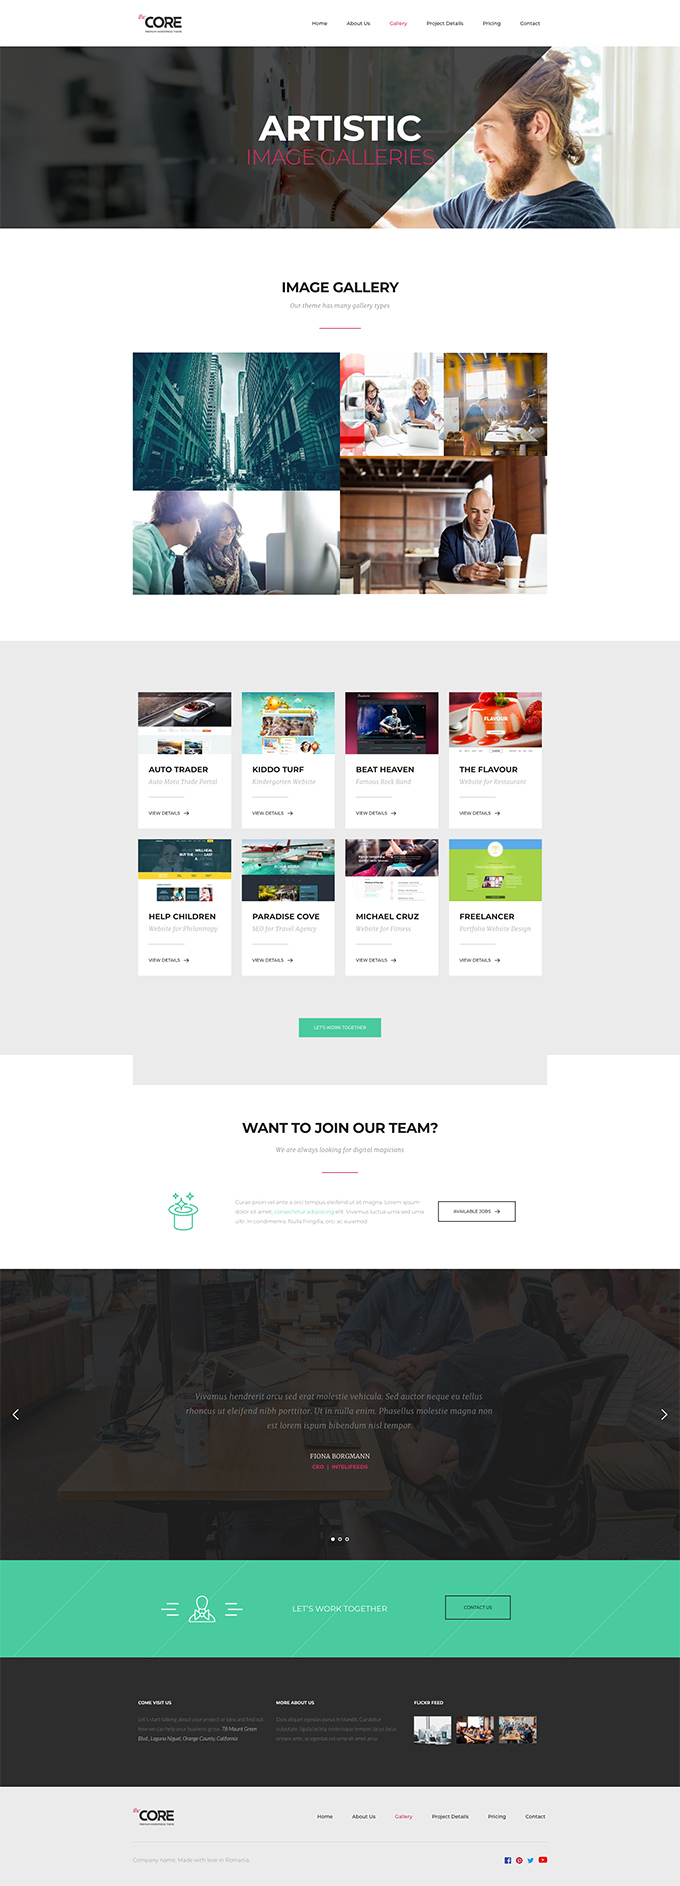 the
CORE
PREMIUM WORDPRESS THEME
Home About Us Gallery Project Details Pricing Contact
ARTISTIC
IMAGE GALLERIES
IMAGE GALLERY
Our theme has many gallery types
AUTO TRADER
Auto Moto Trade Portal
VIEW DETAILS
KIDDO TURF
Kindergarten Website
VIEW DETAILS
BEAT HEAVEN
Famous Rock Band
VIEW DETAILS
FLAVOUR
THE FLAVOUR
Website for Restaurant
VIEW DETAILS
HELP CHILDREN
Website for Philantropy
VIEW DETAILS
PARADISE COVE
SEO for Travel Agency
VIEW DETAILS
MICHAEL CRUZ
Website for Fitness
VIEW DETAILS
FREELANCER
Portfolio Website Design
VIEW DETAILS
LET'S WORK TOGETHER
WANT TO JOIN OUR TEAM?
We are always looking for digital magicians
Curae proin vel ante a orci tempus eleifend ut at magna. Lorem ipsum
dolor sit amet, consectetur adipiscing elit. Vivamus luctus urna sed urna
ultr. in condimenra. Nulla fringilla, orci ac euismod.
AVAILABLE JOBS
Vivamus hendrerit arcu sed erat molestie vehicula. Sed auctor neque eu tellus
rhoncus ut eleifend nibh porttitor. Ut in nulla enim. Phasellus molestie magna non
est lorem ipsum bibendum nisl tempor.
FIONA BORGMANN
CEO | INTELIFEEDS
LET'S WORK TOGETHER
CONTACT US
COME VISIT US
Let's start talking about your project or idea and find out
how we can help your business grow. 78 Mount Green
Blvd., Laguna Niguel, Orange County, California
MORE ABOUT US
Duis aliquet egestas purus in blandit. Curabitur
vulputate, ligula lacinia scelerisque tempor, lacus lacus
ornare ante, ac egestas est urna sit amet arcu.
FLICKR FEED
the
CORE
PREMIUM WORDPRESS THEME
Home About Us Gallery Project Details Pricing Contact
Company name. Made with love in Romania.